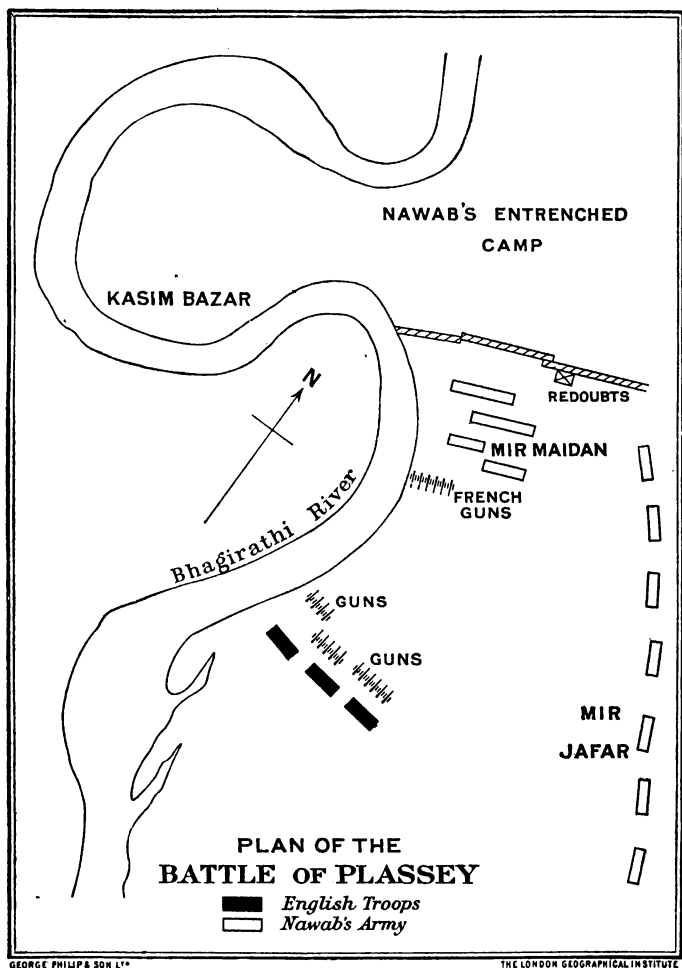 NAWAB'S ENTRENCHED
CAMP
KASIM BAZAR
N
REDOUBTS
MIR MAIDAN
FRENCH
GUNS
Bhagirathi River
GUNS
GUNS
MIR
JAFAR
PLAN OF THE
BATTLE OF PLASSEY
English Troops
Nawab's Army
GEORGE PHILIP & SON LTD
THE LONDON GEOGRAPHICAL INSTITUTE